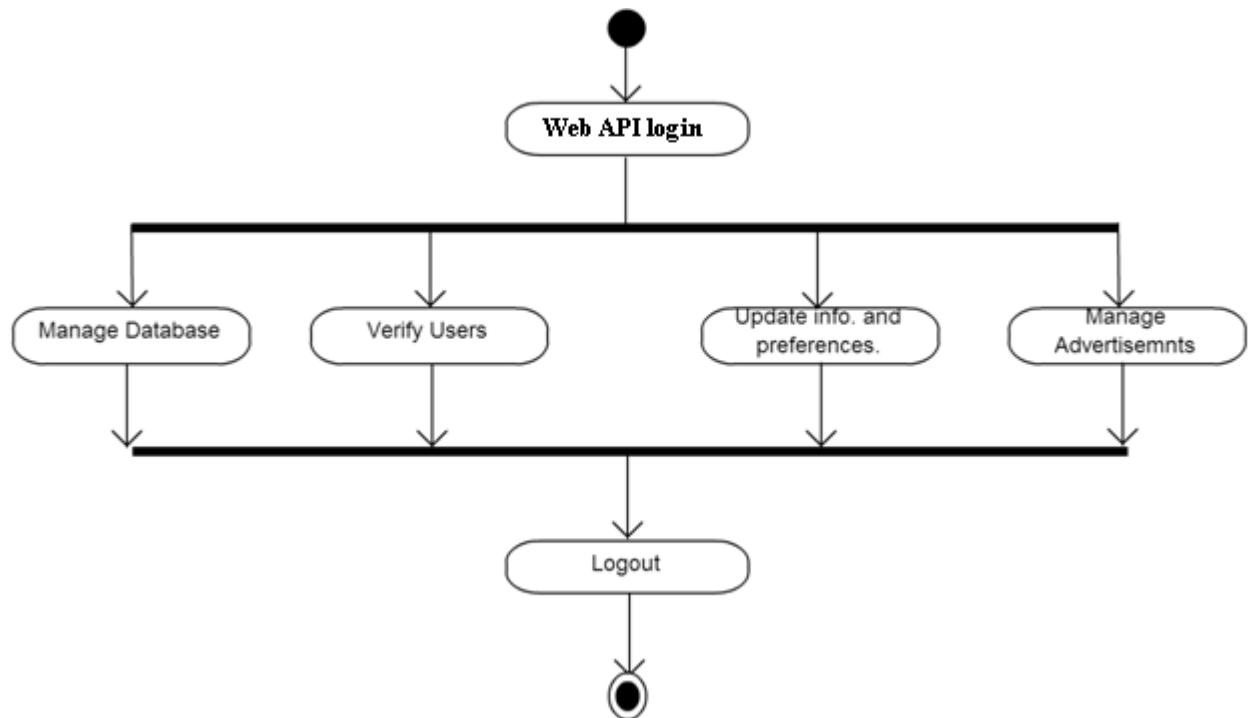 Web API login
Manage Database
Verify Users
Update info. and
preferences.
Manage
Advertisemnts
Logout